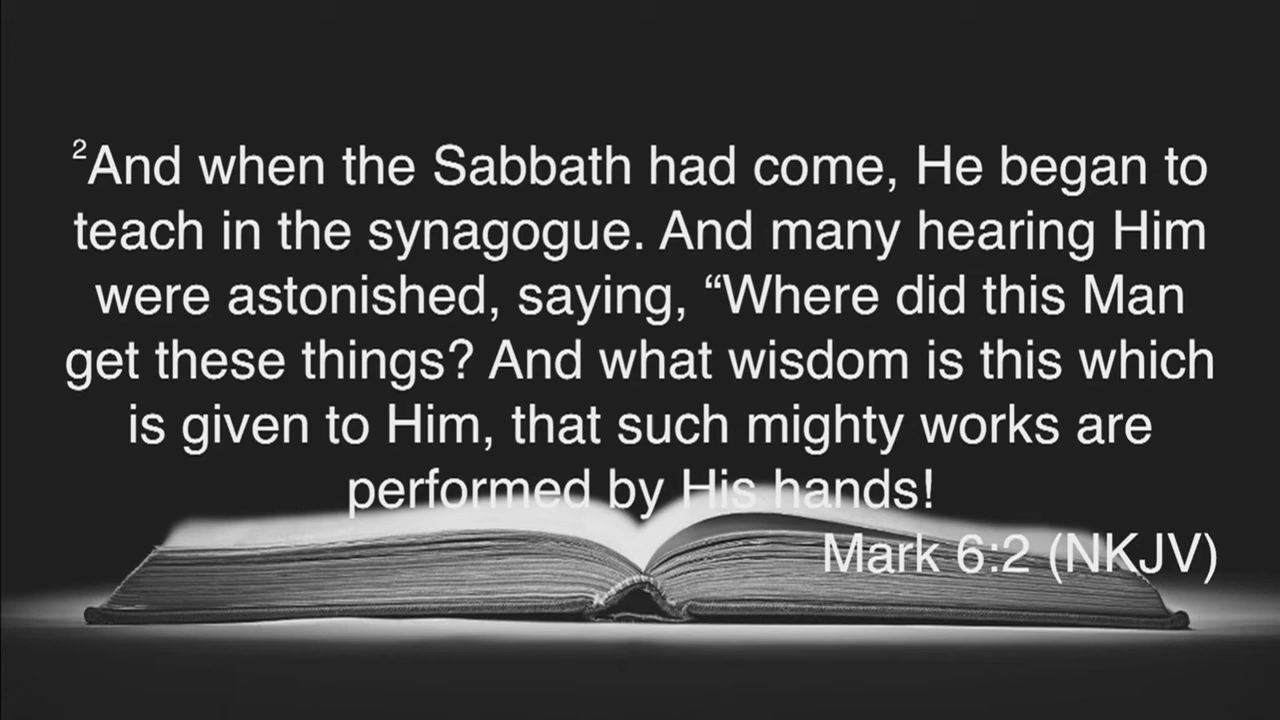 ²And when the Sabbath had come, He began to
teach in the synagogue. And many hearing Him
were astonished, saying, “Where did this Man
get these things? And what wisdom is this which
is given to Him, that such mighty works are
performed by His hands!
Mark 6:2 (NKJV)